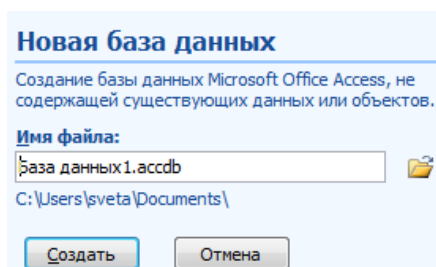 Новая база данных
Создание базы данных Microsoft Office Access, не
содержащей существующих данных или объектов.
Имя файла:
База данных1.accdb
C:\Users\sveta\Documents\
Создать Отмена